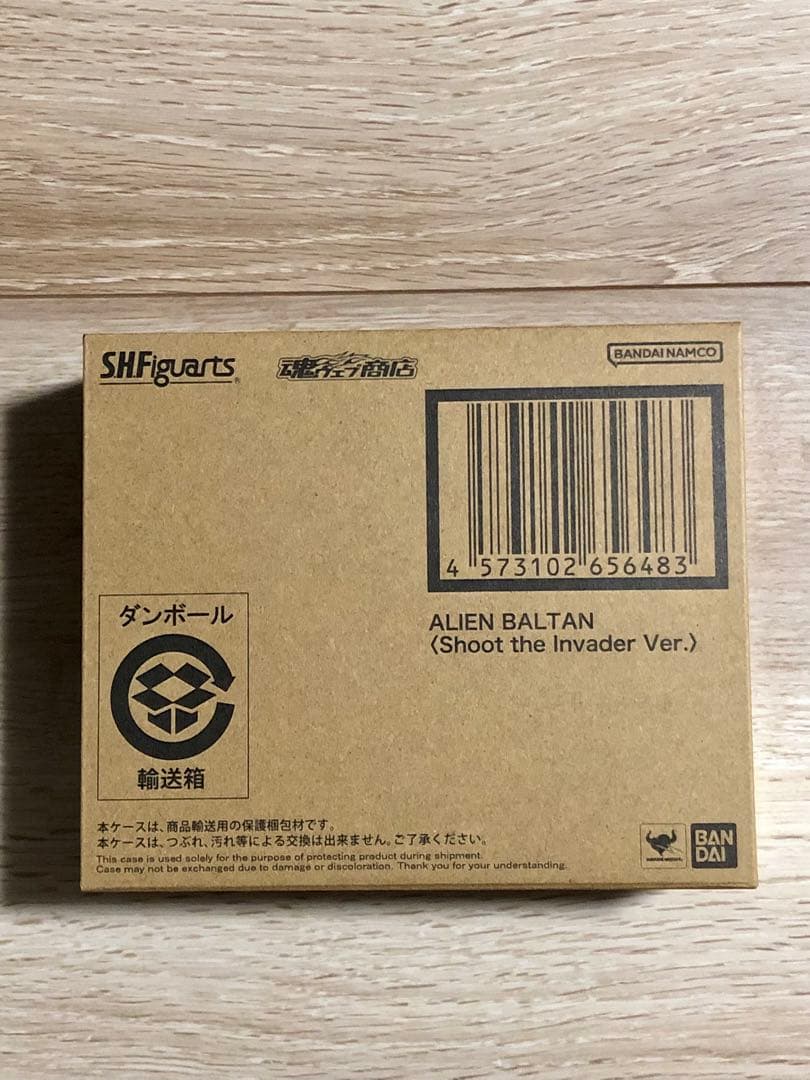 S.H.Figuarts®
魂ウェブ商店
BANDAI NAMCO
4 573102 656483
ALIEN BALTAN
〈Shoot the Invader Ver.〉
ダンボール
輸送箱
本ケースは、商品輸送用の保護梱包材です。
本ケースは、つぶれ、汚れ等による交換は出来ません。ご了承ください。
This case is used solely for the purpose of protecting product during shipment.
Case may not be exchanged due to damage or discoloration. Thank you for your understanding.
BAN
DAI